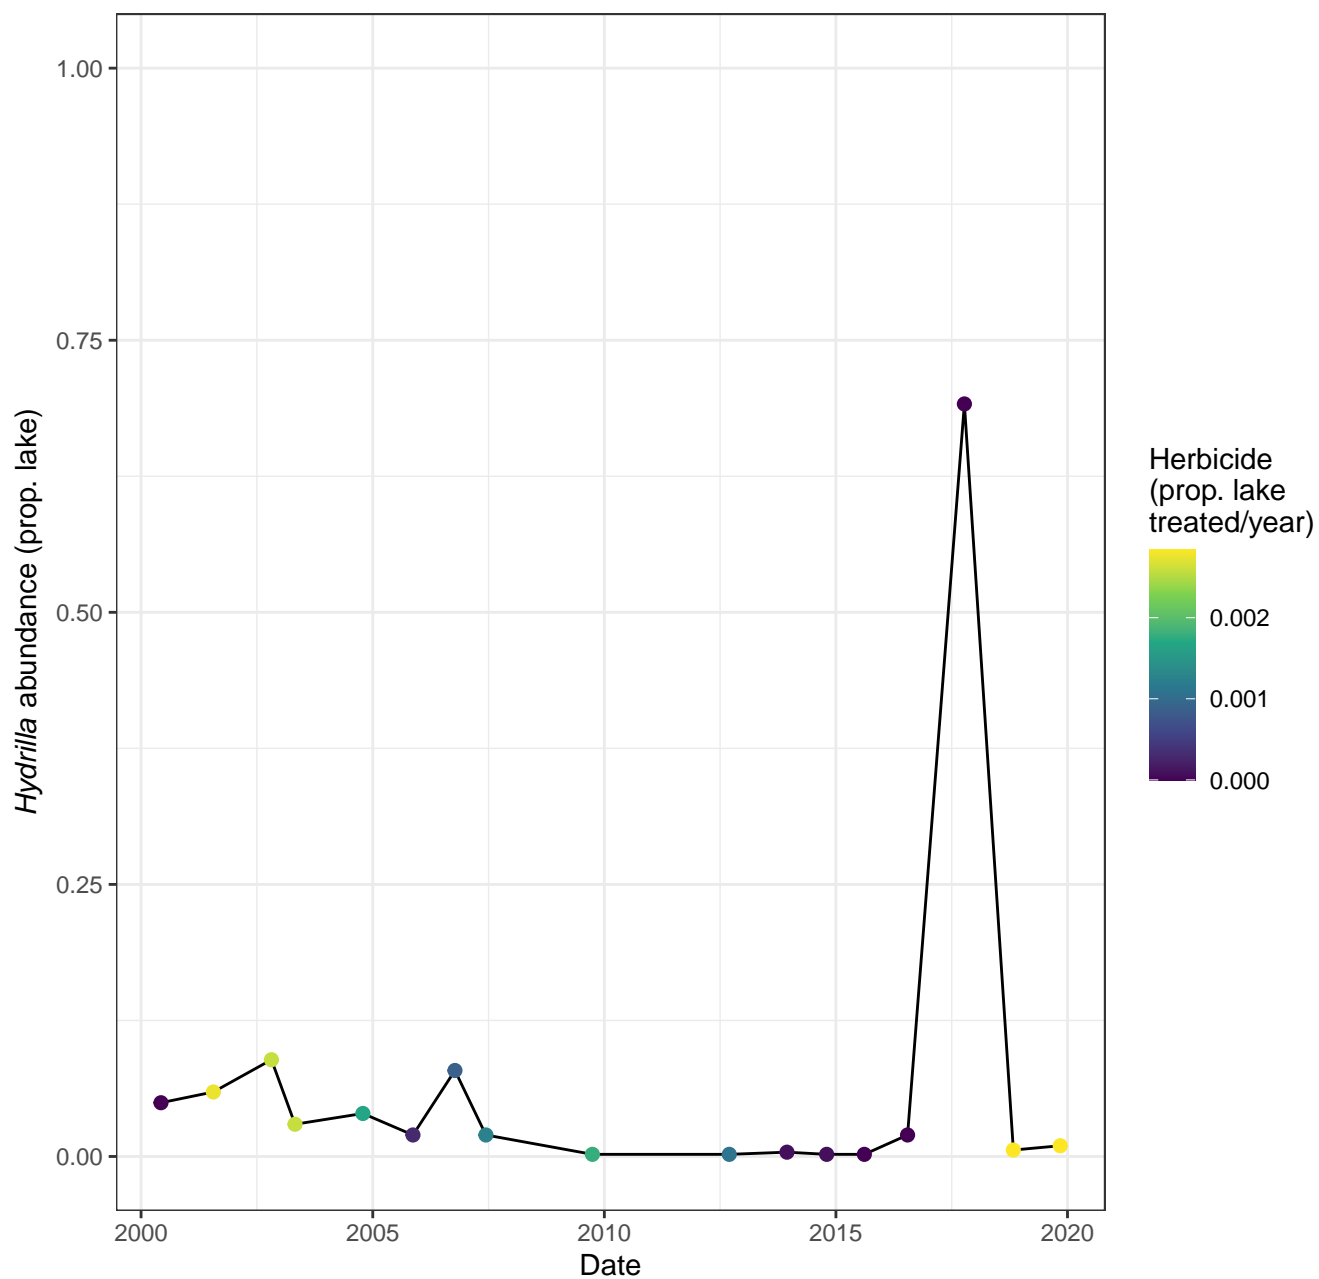 1.00
0.75
0.50
0.25
0.00
Hydrilla abundance (prop. lake)
2000 2005 2010 2015 2020
Date
Herbicide
(prop. lake
treated/year)
0.002
0.001
0.000